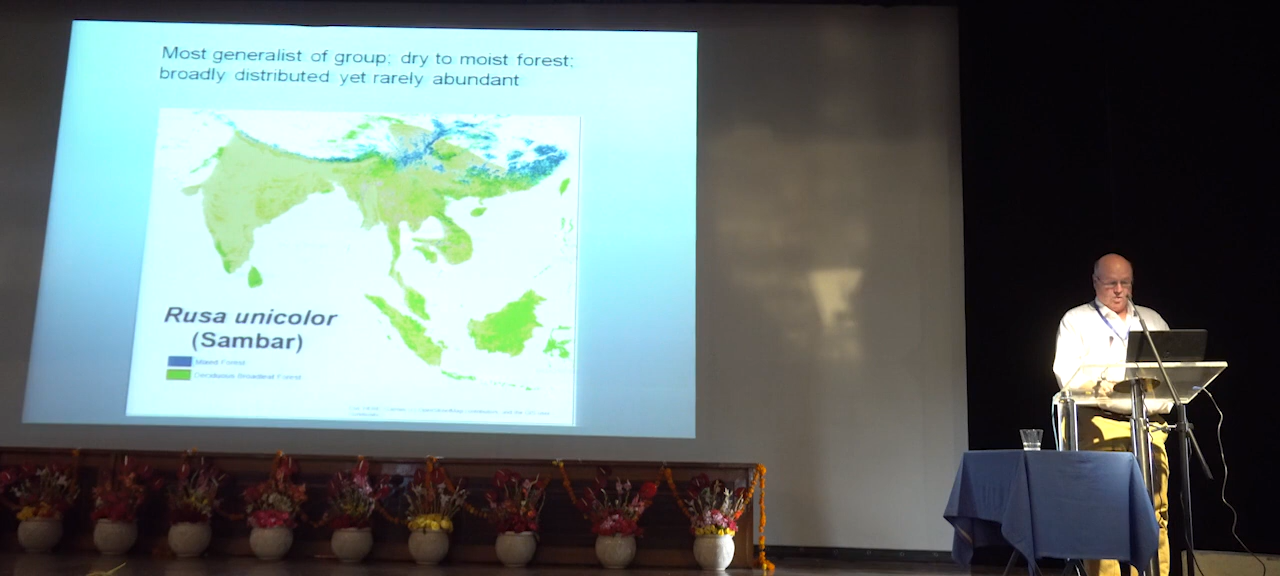 Most generalist of group; dry to moist forest;
broadly distributed yet rarely abundant
Rusa unicolor
(Sambar)
Mixed Forest
Deciduous Broadleaf Forest